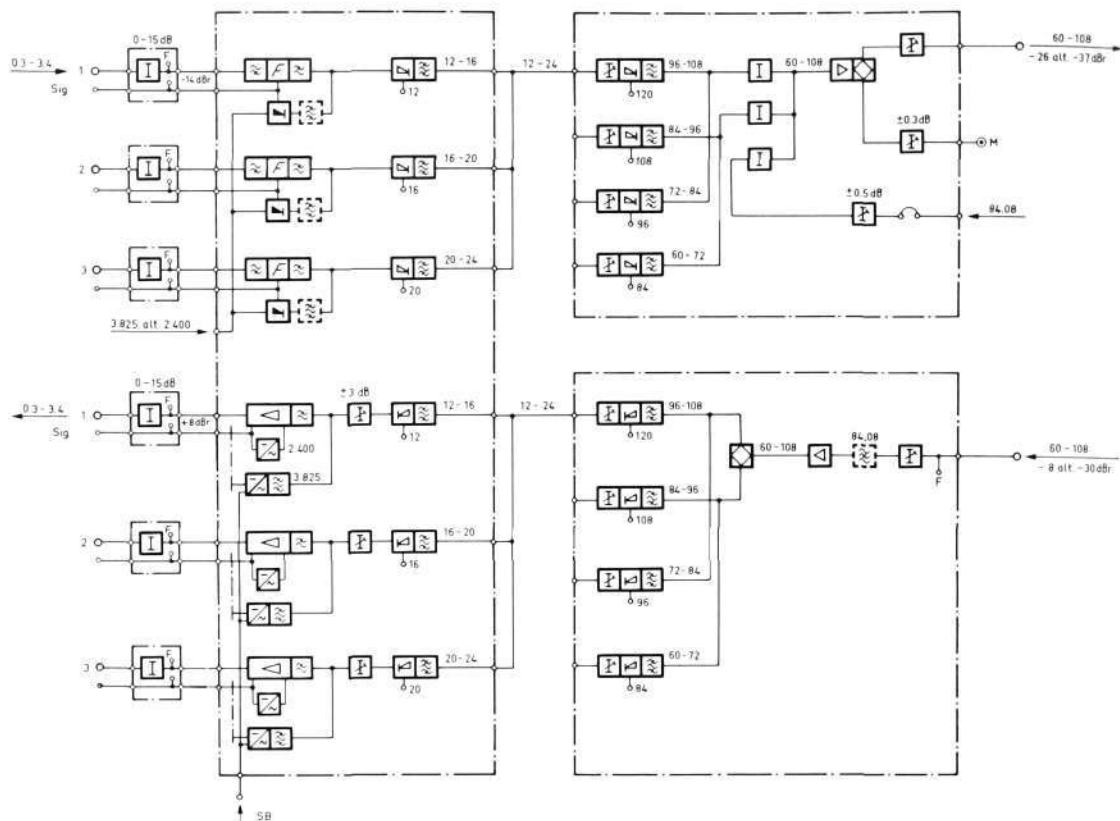 0-15dB
0.3-3.4
1
F
-14dBr
Sig
12-16
12
12-24
96-108
120
60-108
60-108
-26 alt. -37dBr
84-96
108
±0.3dB
M
2
F
16-20
16
72-84
96
±0.5dB
84.08
3
F
20-24
20
60-72
84
3.825 alt. 2.400
0-15dB
0.3-3.4
1
F
+8dBr
Sig
2.400
3.825
±3dB
12-16
12
12-24
96-108
120
60-108
84.08
F
60-108
-8 alt. -30dBr
84-96
108
2
F
16-20
16
72-84
96
3
F
20-24
20
60-72
84
SB